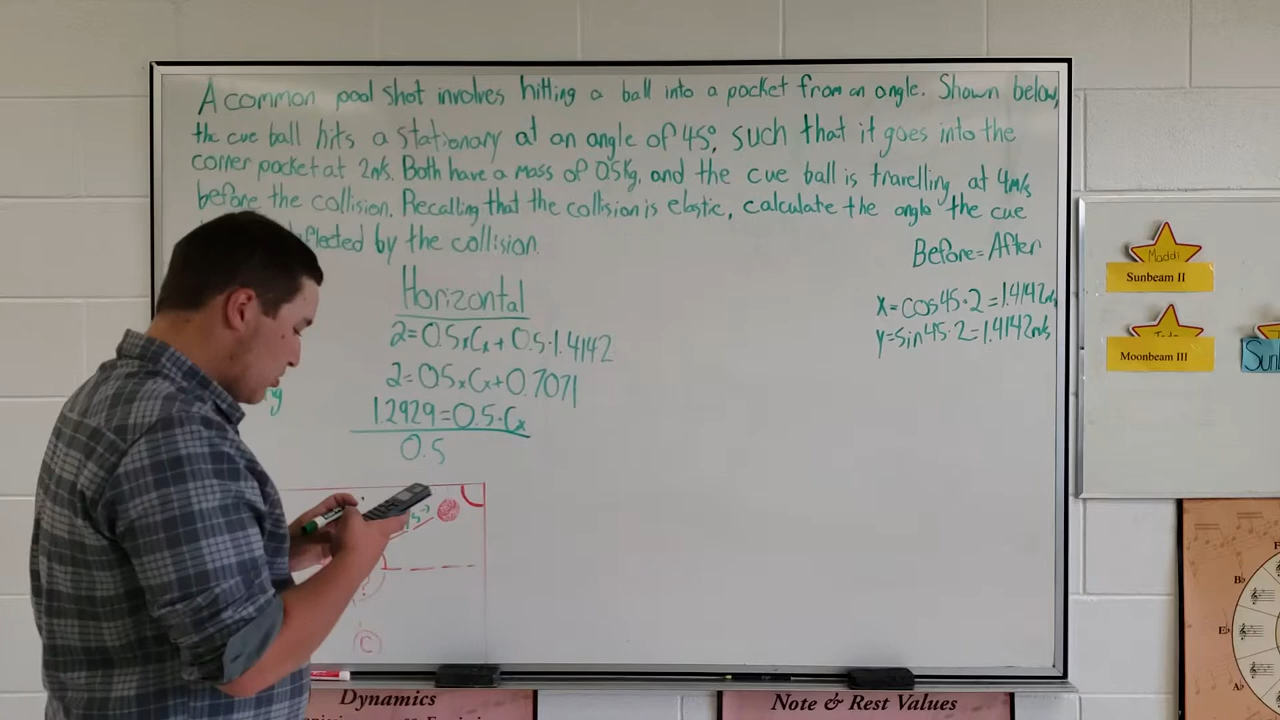 A common pool shot involves hitting a ball into a pocket from an angle. Shown below,
the cue ball hits a stationary at an angle of 45°, such that it goes into the
corner pocket at 2m/s. Both have a mass of 0.5Kg, and the cue ball is travelling at 4m/s
before the collision. Recalling that the collision is elastic, calculate the angle the cue
deflected by the collision.
Before = After
Horizontal
x=cos45·2=1.4142m/s
y=sin45·2=1.4142m/s
2=0.5×Cx+0.5·1.4142
2=0.5×Cx+0.7071
1.2929=0.5·Cx
0.5
C
Maddi
Sunbeam II
Moonbeam III
Sun
B♭
E♭
A♭
F
Dynamics
Note & Rest Values